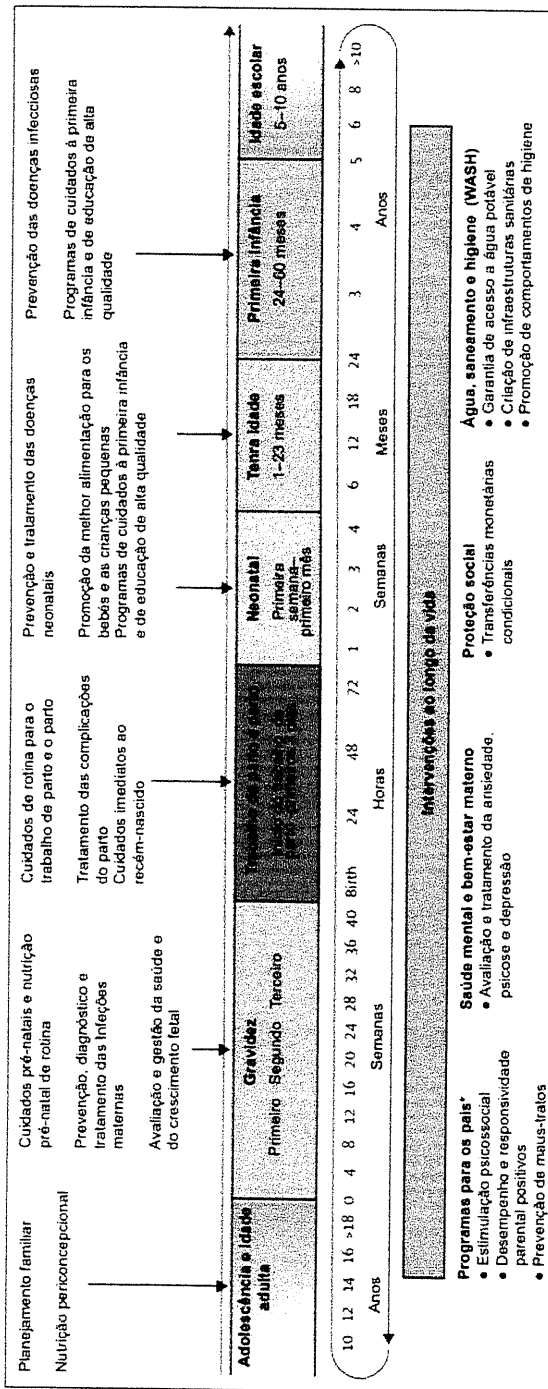 Planejamento familiar
Nutrição periconcepcional
Cuidados pré-natais e nutrição
pré-natal de rotina
Prevenção, diagnóstico e
tratamento das Infeções
maternas
Avaliação e gestão da saúde e
do crescimento fetal
Cuidados de rotina para o
trabalho de parto e o parto
Tratamento das complicações
do parto
Cuidados imediatos ao
recém-nascido
Prevenção e tratamento das doenças
neonatais
Promoção da melhor alimentação para os
bebés e as crianças pequenas
Programas de cuidados à primeira infância
e de educação de alta qualidade
Prevenção das doenças infecciosas
Programas de cuidados à primeira
infância e de educação de alta
qualidade
Adolescência e idade
adulta
Gravidez
Primeiro Segundo Terceiro
Trabalho de parto e parto
Neonatal
Primeira
semana–
primeiro mês
Tenra idade
1–23 meses
Primeira infância
24–60 meses
Idade escolar
5–10 anos
10 12 14 16 >18 0 4 8 12 16 20 24 28 32 36 40 Birth 24 48 72 1 2 3 4 6 12 18 24 3 4 5 6 8 >10
Anos Semanas Horas Semanas Meses Anos
Intervenções ao longo da vida
Programas para os pais*
• Estimulação psicossocial
• Desempenho e responsividade
parental positivos
• Prevenção de maus-tratos
Saúde mental e bem-estar materno
• Avaliação e tratamento da ansiedade,
psicose e depressão
Proteção social
• Transferências monetárias
condicionais
Água, saneamento e higiene (WASH)
• Garantia de acesso a água potável
• Criação de infraestruturas sanitárias
• Promoção de comportamentos de higiene